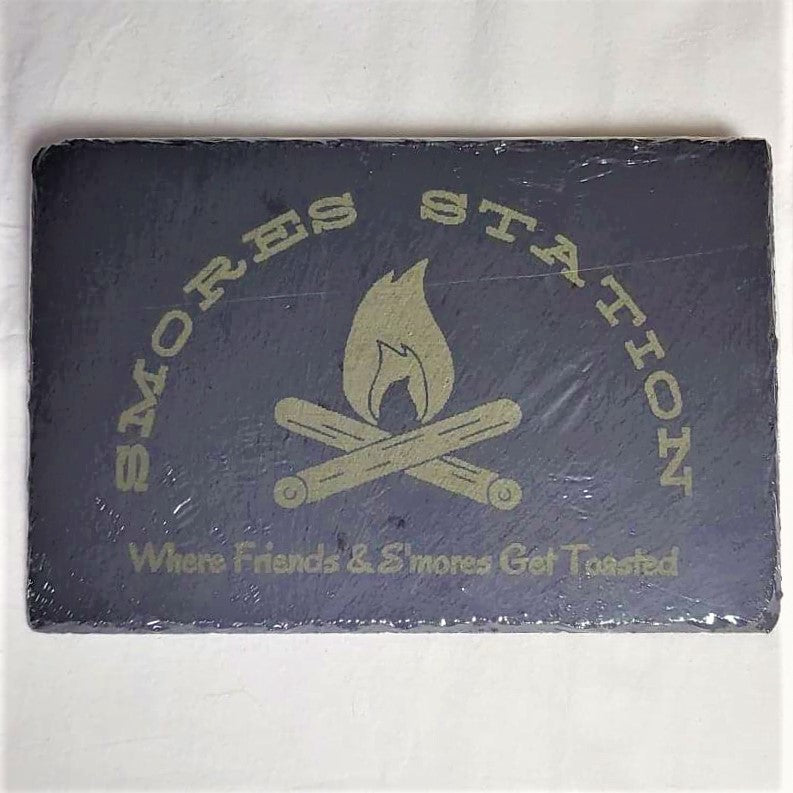 SMORES STATION
Where Friends & S'mores Get Toasted